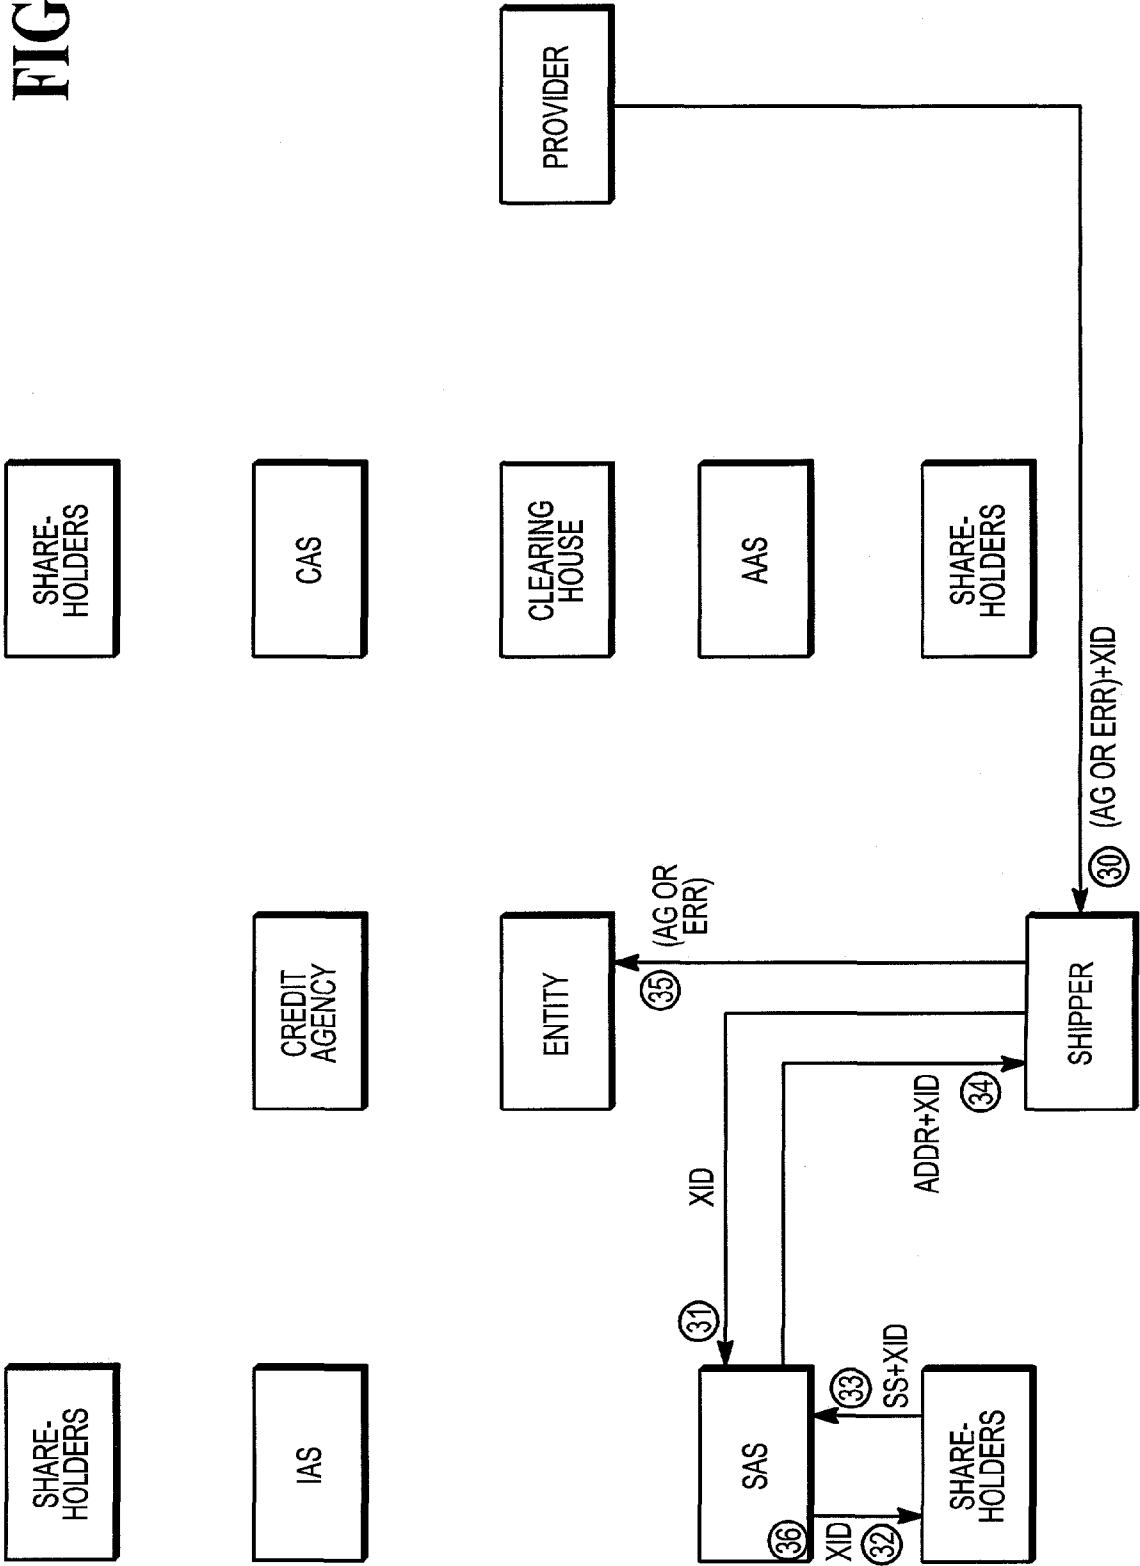 FIG
SHARE-
HOLDERS
IAS
SAS
36
XID
32
33
SS+XID
SHARE-
HOLDERS
31
XID
ADDR+XID
34
CREDIT
AGENCY
ENTITY
35
(AG OR
ERR)
SHIPPER
30
(AG OR ERR)+XID
SHARE-
HOLDERS
CAS
CLEARING
HOUSE
AAS
SHARE-
HOLDERS
PROVIDER